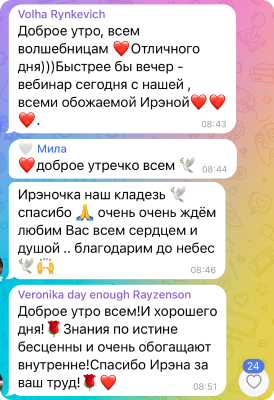 Volha Rynkevich
Доброе утро, всем
волшебницам ❤️Отличного
дня)))Быстрее бы вечер -
вебинар сегодня с нашей ,
всеми обожаемой Ирэной❤️❤️
❤️.
08:43
🤍 Мила
❤️доброе утречко всем 🕊️
08:44
Ирэночка наш кладезь 🕊️
спасибо 🙏 очень очень ждём
любим Вас всем сердцем и
душой .. благодарим до небес
🕊️🙌
08:46
Veronika day enough Rayzenson
Доброе утро всем!И хорошего
дня!🌹Знания по истине
бесценны и очень обогащают
внутренне!Спасибо Ирэна за
ваш труд!🌹❤️
08:51
24